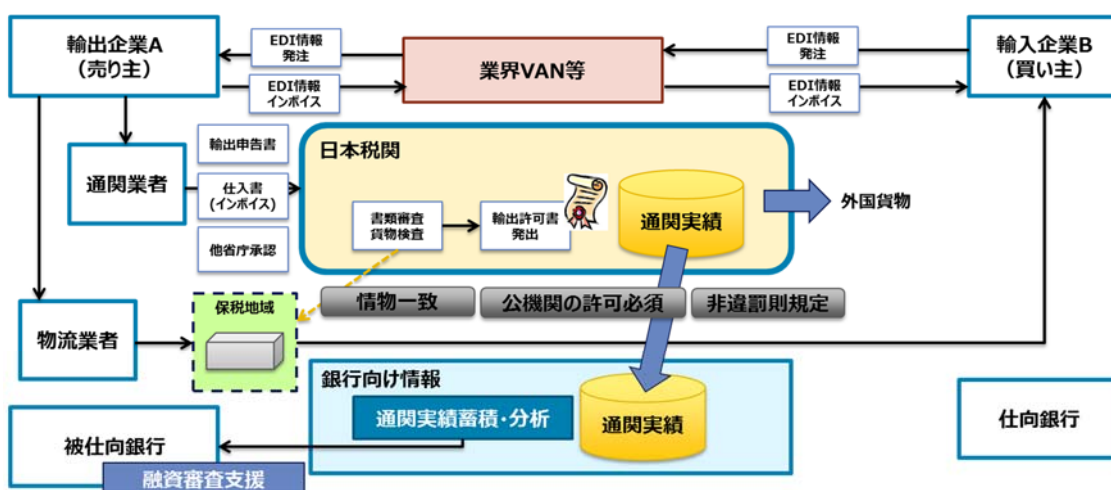 輸出企業A
(売り主)
EDI情報
発注
EDI情報
インボイス
業界VAN等
EDI情報
発注
EDI情報
インボイス
輸入企業B
(買い主)
通関業者
輸出申告書
仕入書
(インボイス)
他省庁承認
日本税関
書類審査
貨物検査
輸出許可書
発出
通関実績
外国貨物
情物一致
公機関の許可必須
非違罰則規定
物流業者
保税地域
銀行向け情報
通関実績蓄積・分析
通関実績
被仕向銀行
融資審査支援
仕向銀行